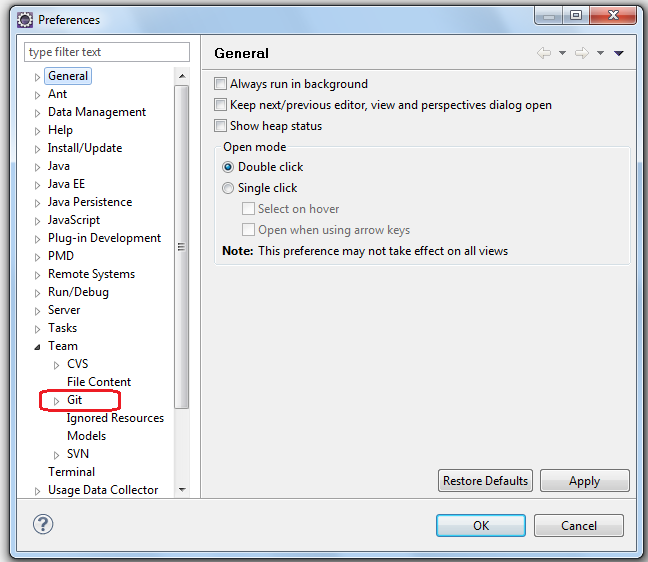 Preferences
type filter text
General
Ant
Data Management
Help
Install/Update
Java
Java EE
Java Persistence
JavaScript
Plug-in Development
PMD
Remote Systems
Run/Debug
Server
Tasks
Team
CVS
File Content
Git
Ignored Resources
Models
SVN
Terminal
Usage Data Collector
General
Always run in background
Keep next/previous editor, view and perspectives dialog open
Show heap status
Open mode
Double click
Single click
Select on hover
Open when using arrow keys
Note: This preference may not take effect on all views
Restore Defaults
Apply
?
OK
Cancel